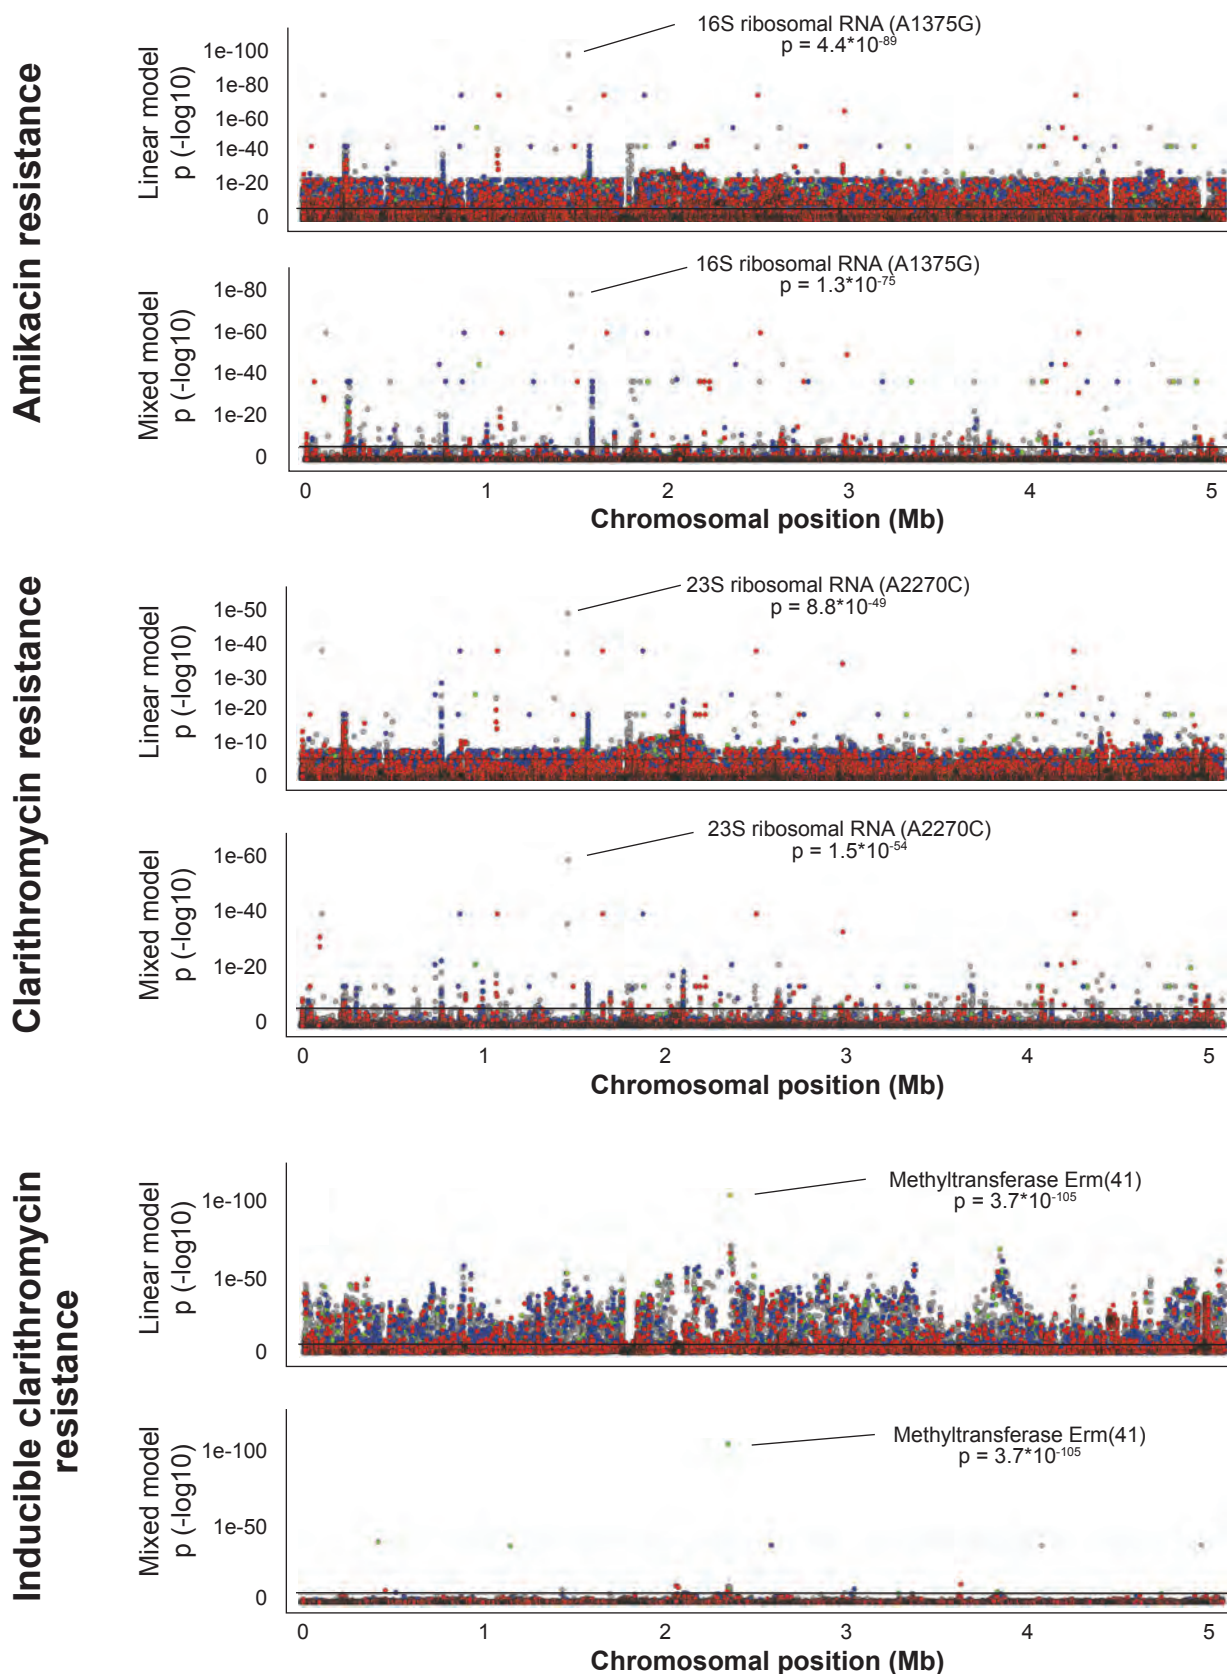 Amikacin resistance
Linear model
p (-log10)
1e-100
1e-80
1e-60
1e-40
1e-20
0
16S ribosomal RNA (A1375G)
p = 4.4*10-89
Mixed model
p (-log10)
1e-80
1e-60
1e-40
1e-20
0
16S ribosomal RNA (A1375G)
p = 1.3*10-75
0 1 2 3 4 5
Chromosomal position (Mb)
Clarithromycin resistance
Linear model
p (-log10)
1e-50
1e-40
1e-30
1e-20
1e-10
0
23S ribosomal RNA (A2270C)
p = 8.8*10-49
Mixed model
p (-log10)
1e-60
1e-40
1e-20
0
23S ribosomal RNA (A2270C)
p = 1.5*10-54
0 1 2 3 4 5
Chromosomal position (Mb)
Inducible clarithromycin
resistance
Linear model
p (-log10)
1e-100
1e-50
0
Methyltransferase Erm(41)
p = 3.7*10-105
Mixed model
p (-log10)
1e-100
1e-50
0
Methyltransferase Erm(41)
p = 3.7*10-105
0 1 2 3 4 5
Chromosomal position (Mb)